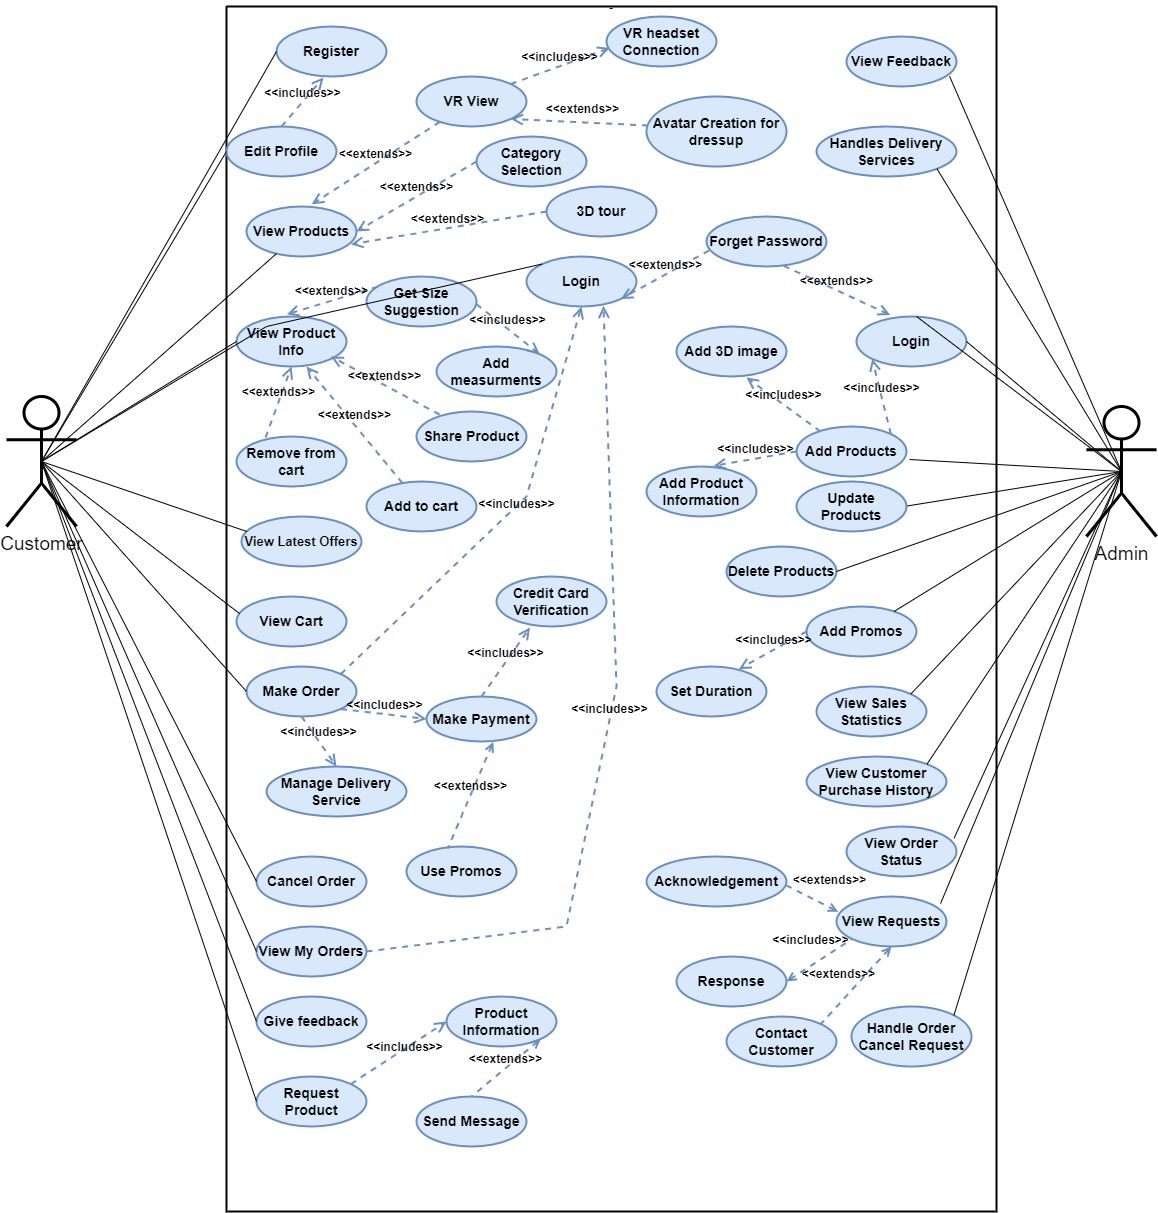 Register
<<includes>>
Edit Profile
VR View
<<includes>>
VR headset
Connection
<<extends>>
Avatar Creation for
dressup
<<extends>>
Category
Selection
<<extends>>
3D tour
<<extends>>
View Products
View Feedback
Handles Delivery
Services
Forget Password
<<extends>>
<<extends>>
Login
Login
<<extends>>
Get Size
Suggestion
<<includes>>
Add
measurments
View Product
Info
<<extends>>
<<extends>>
<<extends>>
Share Product
Remove from
cart
Add to cart
<<includes>>
Add 3D image
<<includes>>
<<includes>>
<<includes>>
Add Products
Add Product
Information
Update
Products
Customer
Admin
View Latest Offers
Delete Products
View Cart
Credit Card
Verification
<<includes>>
Add Promos
<<includes>>
Set Duration
Make Order
<<includes>>
Make Payment
<<includes>>
<<includes>>
Manage Delivery
Service
<<extends>>
Use Promos
View Sales
Statistics
View Customer
Purchase History
View Order
Status
Cancel Order
Acknowledgement
<<extends>>
View Requests
<<includes>>
<<extends>>
Response
View My Orders
Give feedback
Product
Information
<<includes>>
<<extends>>
Request
Product
Send Message
Contact
Customer
Handle Order
Cancel Request